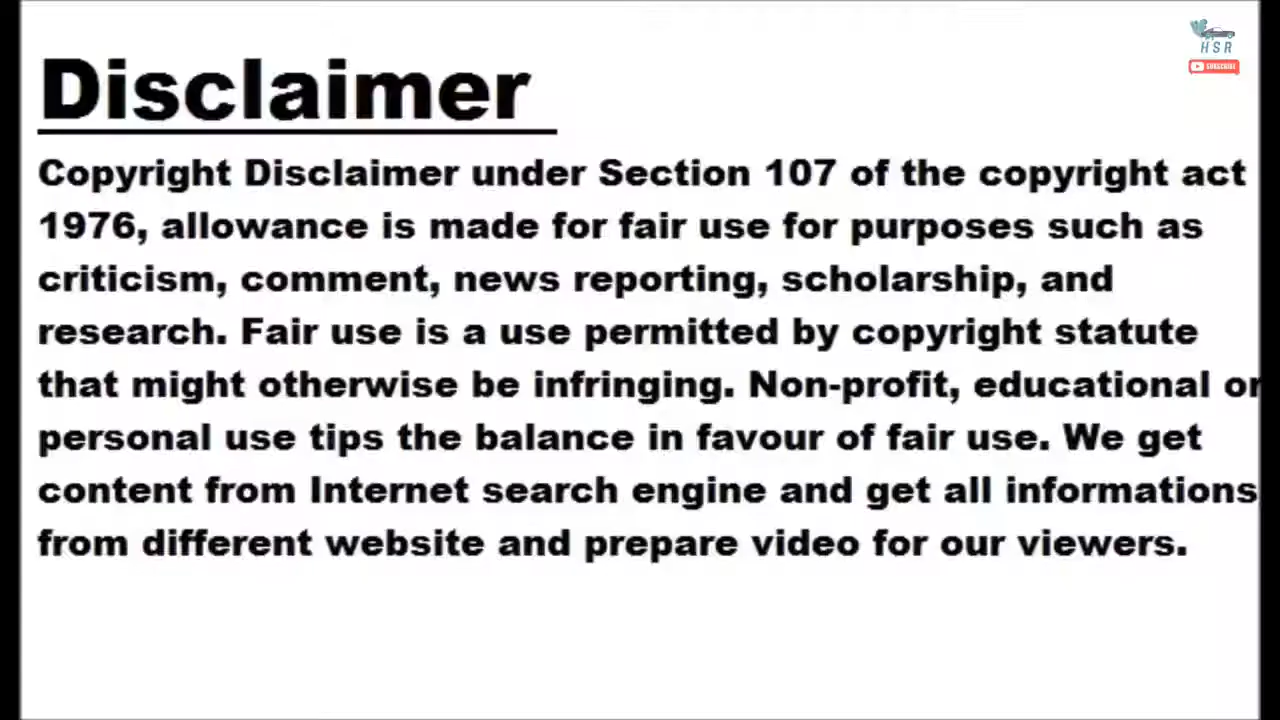 HSR
SUBSCRIBE
Disclaimer
Copyright Disclaimer under Section 107 of the copyright act
1976, allowance is made for fair use for purposes such as
criticism, comment, news reporting, scholarship, and
research. Fair use is a use permitted by copyright statute
that might otherwise be infringing. Non-profit, educational or
personal use tips the balance in favour of fair use. We get
content from Internet search engine and get all informations
from different website and prepare video for our viewers.